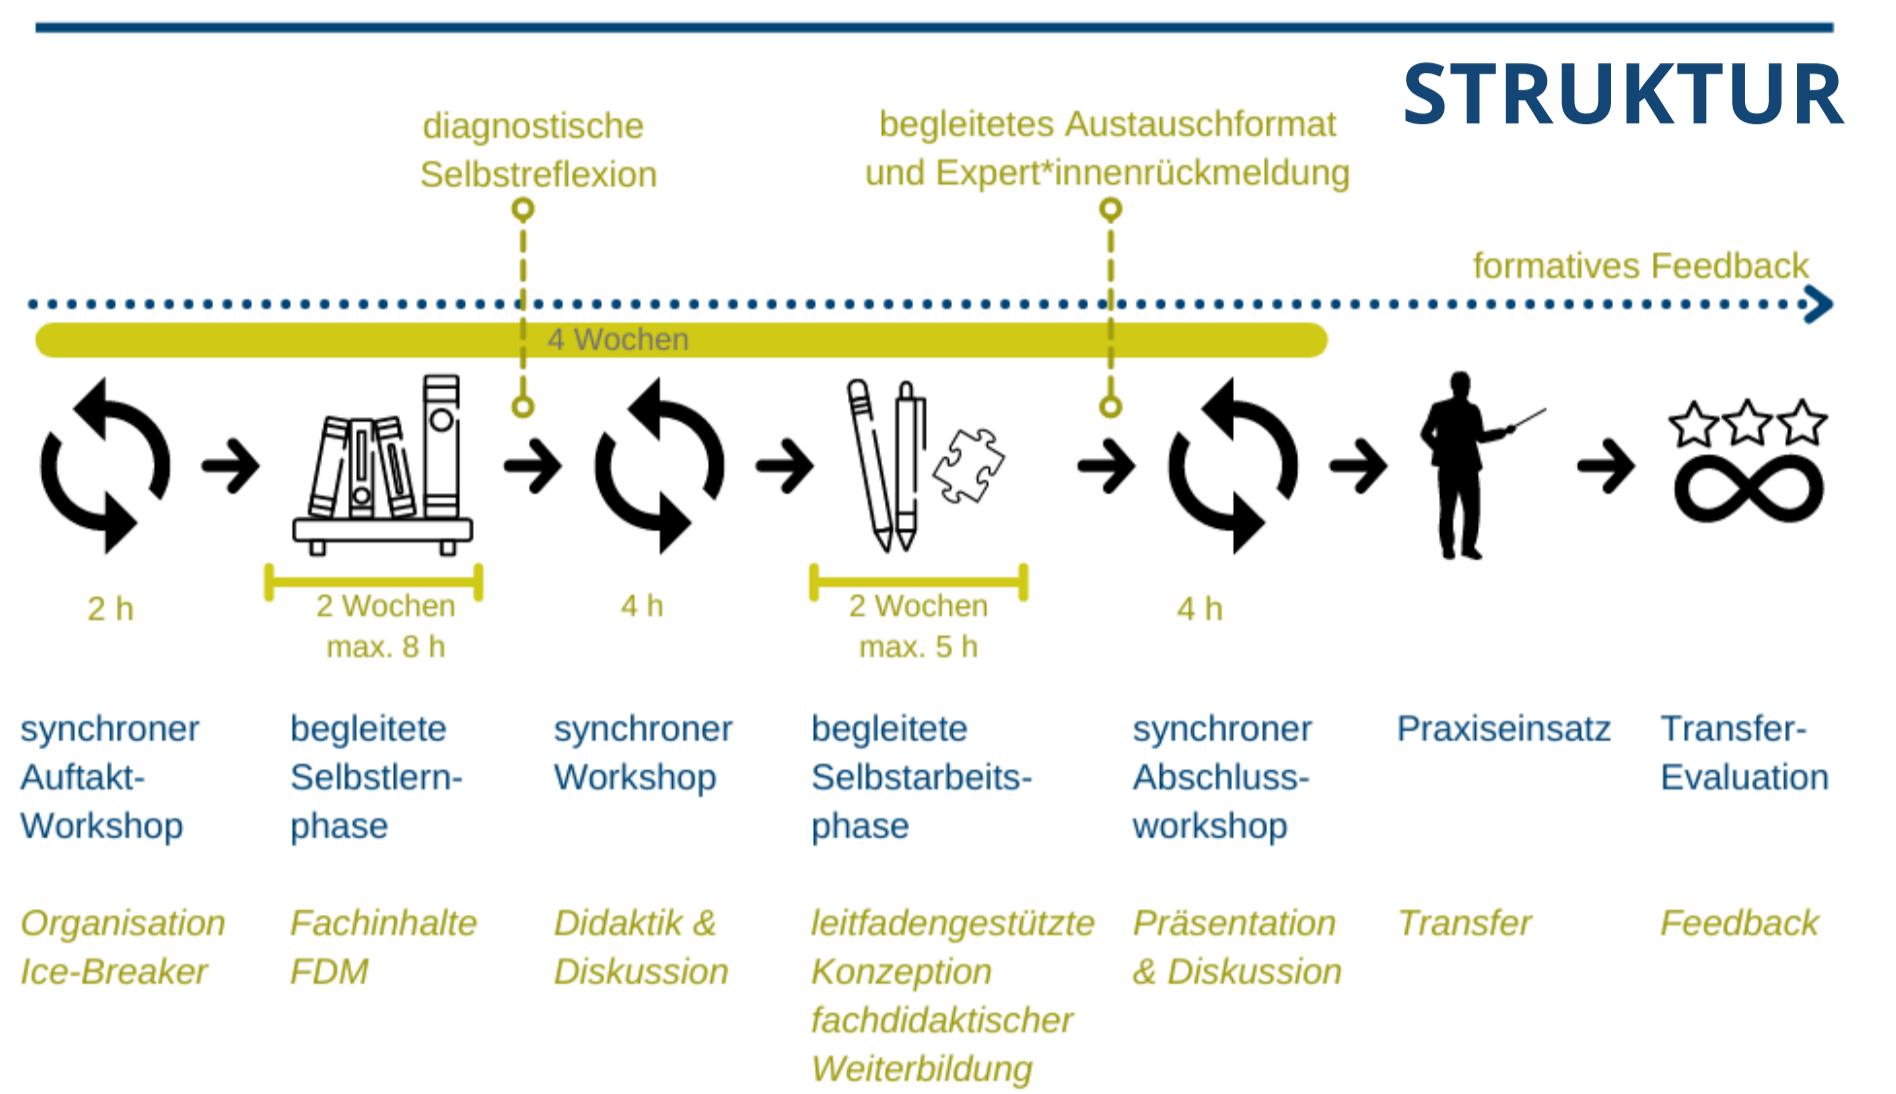 STRUKTUR
diagnostische
Selbstreflexion
begleitetes Austauschformat
und Expert*innenrückmeldung
formatives Feedback
4 Wochen
2 h
2 Wochen
max. 8 h
4 h
2 Wochen
max. 5 h
4 h
synchroner
Auftakt-
Workshop
begleitete
Selbstlern-
phase
synchroner
Workshop
begleitete
Selbstarbeits-
phase
synchroner
Abschluss-
workshop
Praxiseinsatz
Transfer-
Evaluation
Organisation
Ice-Breaker
Fachinhalte
FDM
Didaktik &
Diskussion
leitfadengestützte
Konzeption
fachdidaktischer
Weiterbildung
Präsentation
& Diskussion
Transfer
Feedback